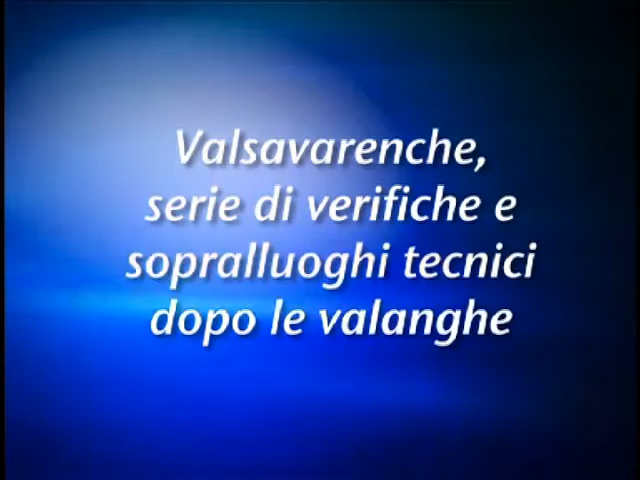 Valsavarenche,
serie di verifiche e
sopralluoghi tecnici
dopo le valanghe